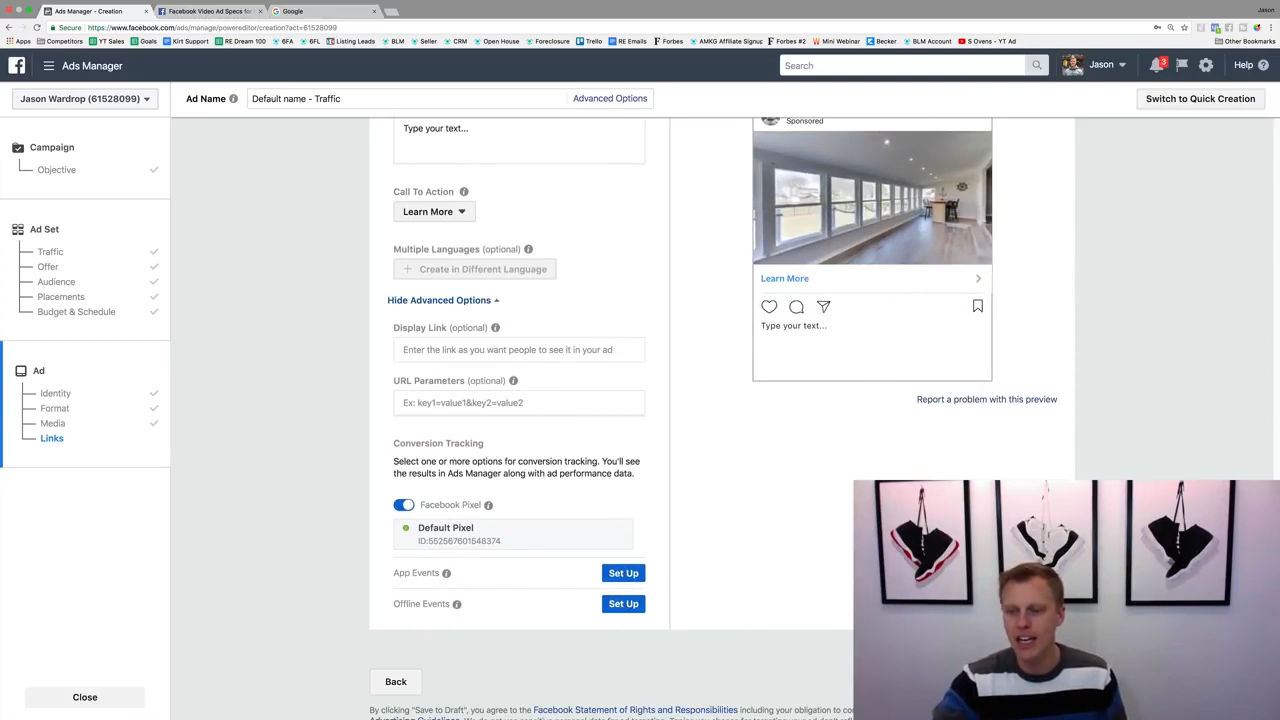 Ads Manager - Creation
Facebook Video Ad Specs for
Google
Jason
Secure
https://www.facebook.com/ads/manage/powereditor/creation?act=61528099
Apps
Competitors
YT Sales
Goals
Kirt Support
RE Dream 100
6FA
6FL
Listing Leads
BLM
Seller
CRM
Open House
Foreclosure
Trello
RE Emails
Forbes
AMKG Affiliate Signup
Forbes #2
Mini Webinar
Becker
BLM Account
S Ovens - YT Ad
Other Bookmarks
Ads Manager
Search
Jason
3
Help
Jason Wardrop (61528099)
Ad Name
Default name - Traffic
Advanced Options
Switch to Quick Creation
Campaign
Objective
Ad Set
Traffic
Offer
Audience
Placements
Budget & Schedule
Ad
Identity
Format
Media
Links
Close
Type your text...
Call To Action
Learn More
Multiple Languages (optional)
+ Create in Different Language
Hide Advanced Options
Display Link (optional)
Enter the link as you want people to see it in your ad
URL Parameters (optional)
Ex: key1=value1&key2=value2
Conversion Tracking
Select one or more options for conversion tracking. You'll see
the results in Ads Manager along with ad performance data.
Facebook Pixel
Default Pixel
ID:552567601548374
App Events
Set Up
Offline Events
Set Up
Back
By clicking "Save to Draft", you agree to the Facebook Statement of Rights and Responsibilities including your obligation to co
Sponsored
Learn More
Type your text...
Report a problem with this preview